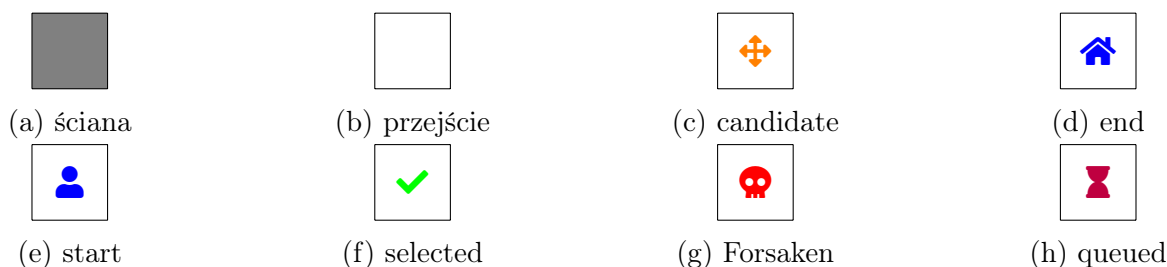 (a) ściana (b) przejście (c) candidate (d) end
(e) start (f) selected (g) Forsaken (h) queued